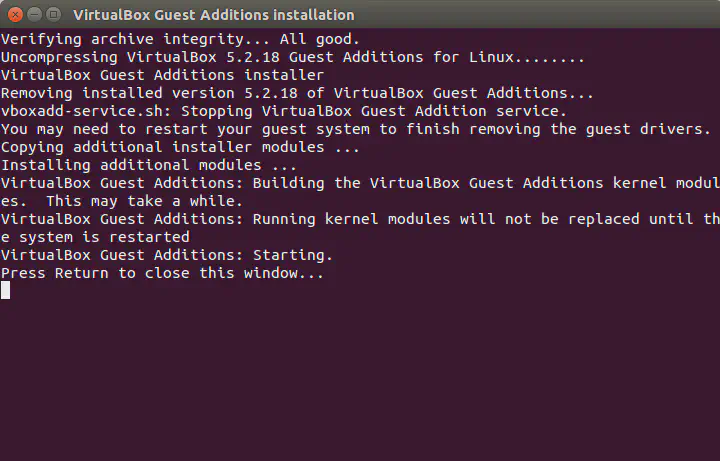 VirtualBox Guest Additions installation
Verifying archive integrity... All good.
Uncompressing VirtualBox 5.2.18 Guest Additions for Linux........
VirtualBox Guest Additions installer
Removing installed version 5.2.18 of VirtualBox Guest Additions...
vboxadd-service.sh: Stopping VirtualBox Guest Addition service.
You may need to restart your guest system to finish removing the guest drivers.
Copying additional installer modules ...
Installing additional modules ...
VirtualBox Guest Additions: Building the VirtualBox Guest Additions kernel modul
es.  This may take a while.
VirtualBox Guest Additions: Running kernel modules will not be replaced until th
e system is restarted
VirtualBox Guest Additions: Starting.
Press Return to close this window...